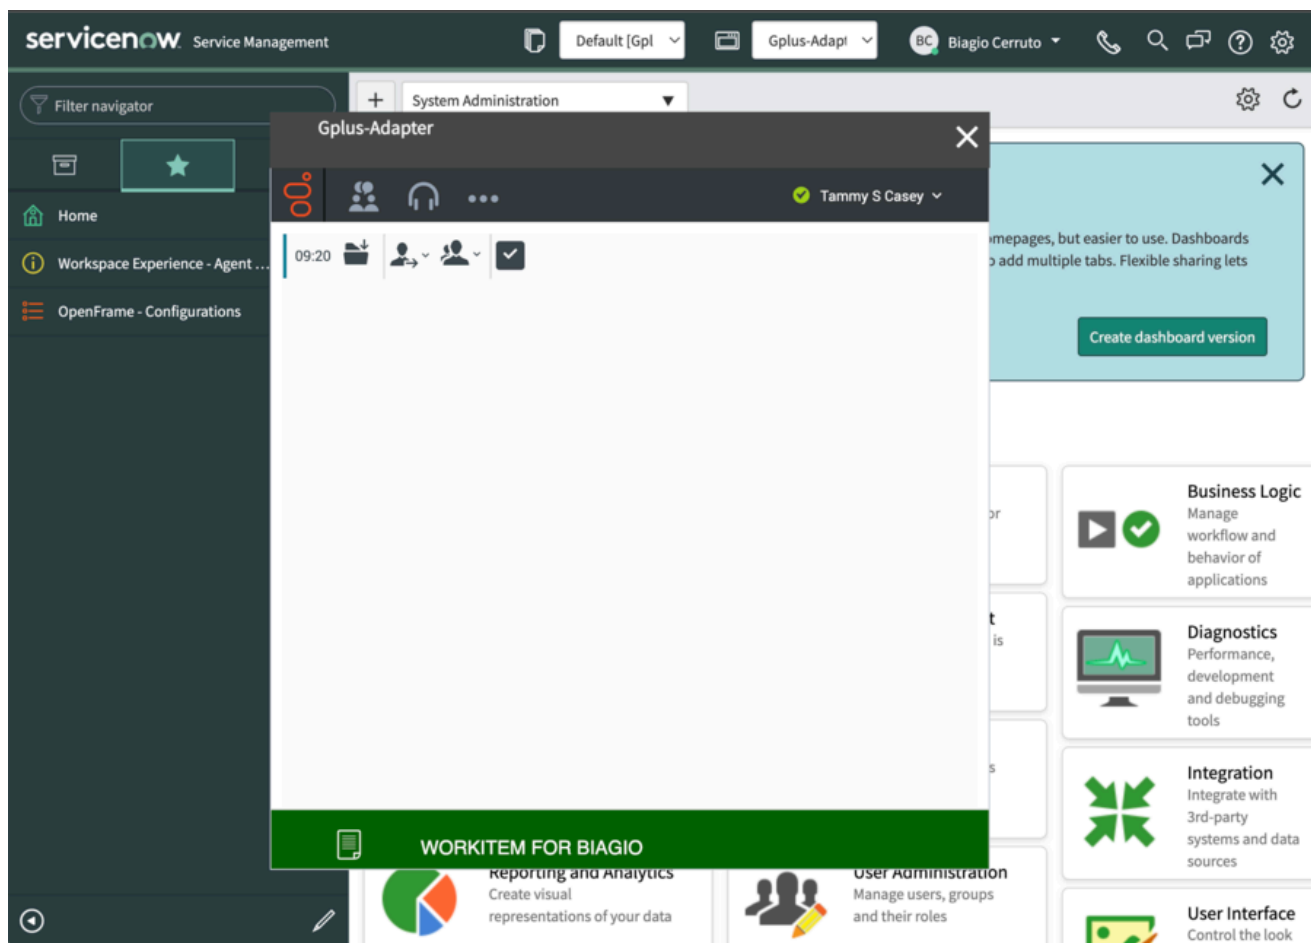 servicenow. Service Management
Default [Gpl
Gplus-Adapt
BC Biagio Cerruto
Filter navigator
System Administration
Gplus-Adapter
Tammy S Casey
Home
Workspace Experience - Agent ...
OpenFrame - Configurations
09:20
mepages, but easier to use. Dashboards
add multiple tabs. Flexible sharing lets
Create dashboard version
or
Business Logic
Manage
workflow and
behavior of
applications
t
is
Diagnostics
Performance,
development
and debugging
tools
s
Integration
Integrate with
3rd-party
systems and data
sources
WORKITEM FOR BIAGIO
Reporting and Analytics
Create visual
representations of your data
User Administration
Manage users, groups
and their roles
User Interface
Control the look